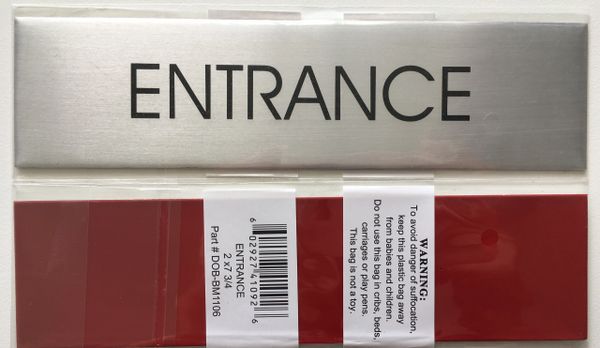 ENTRANCE
6 02927 41092 6
ENTRANCE
2 x7 3/4
Part # DOB-BM1106
WARNING:
To avoid danger of suffocation,
keep this plastic bag away
from babies and children.
Do not use this bag in cribs, beds,
carriages or play pens.
This bag is not a toy.